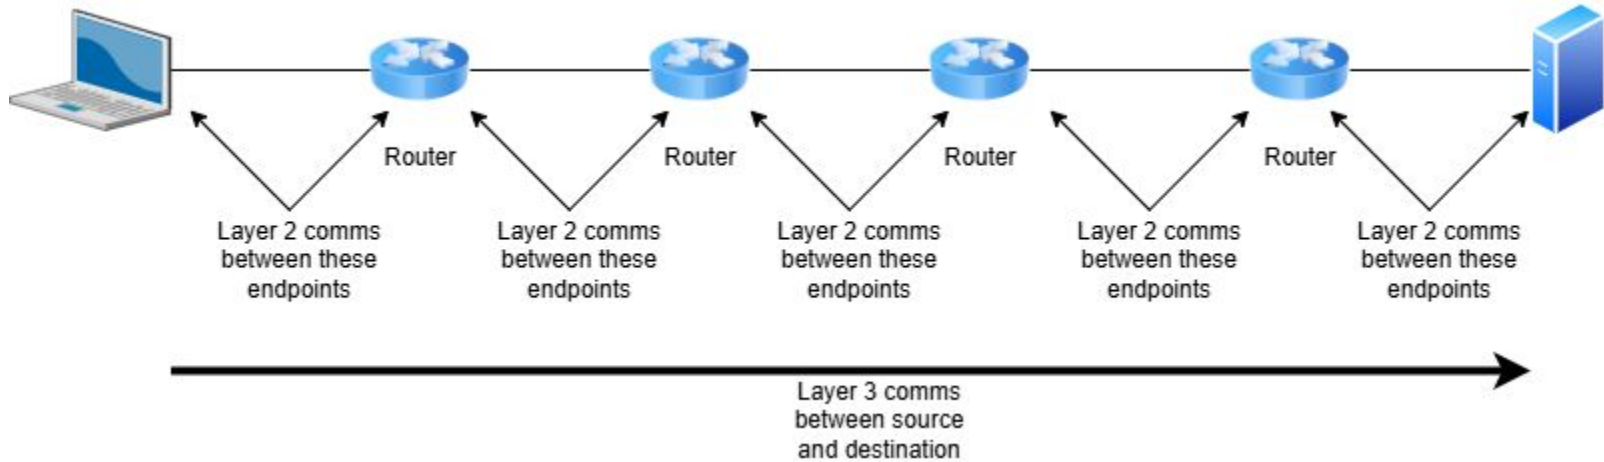 Router
Router
Router
Router
Layer 2 comms
between these
endpoints
Layer 2 comms
between these
endpoints
Layer 2 comms
between these
endpoints
Layer 2 comms
between these
endpoints
Layer 2 comms
between these
endpoints
Layer 3 comms
between source
and destination